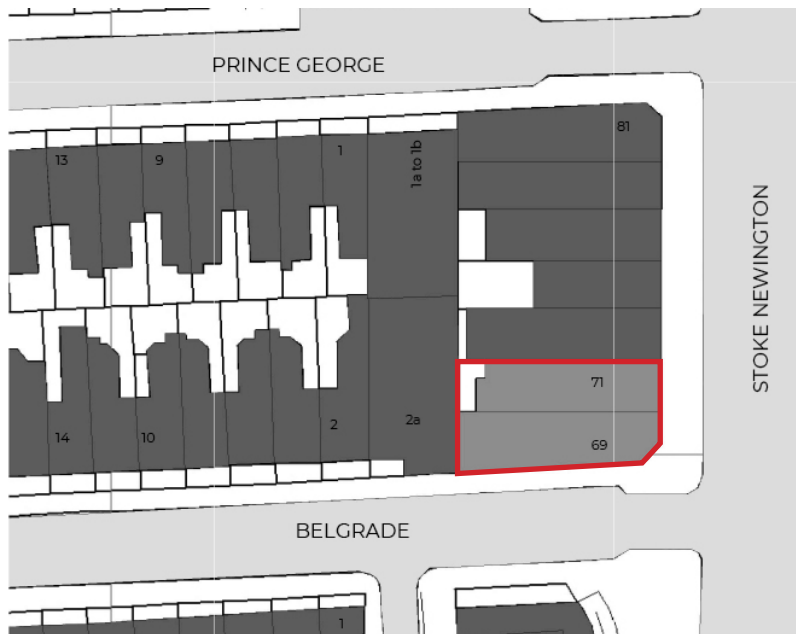 PRINCE GEORGE
13
9
1
1a to 1b
81
STOKE NEWINGTON
71
69
2a
2
10
14
BELGRADE
1